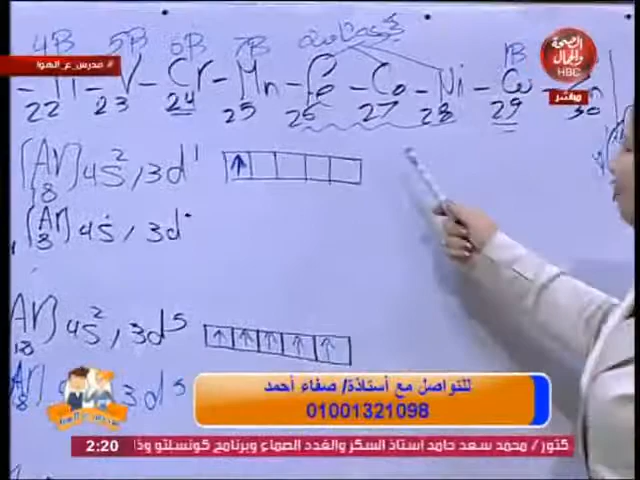 4B 5B 6B 7B 1B
الصحة والجمال
HBC
مباشر
#مدرس_ع_الهوا
Ti - V - Cr - Mn - Fe - Co - Ni - Cu -
22 23 24 25 26 27 28 29 30
[Ar] 4s², 3d¹ ↑
18
[Ar] 4s, 3d
[Ar] 4s², 3d⁵ ↑ ↑ ↑ ↑ ↑
18
[Ar] 3d⁵
18
للتواصل مع أستاذة/ صفاء أحمد
01001321098
2:20
دكتور / محمد سعد حامد استاذ السكر والغدد الصماء وبرنامج كونسلتو وذا